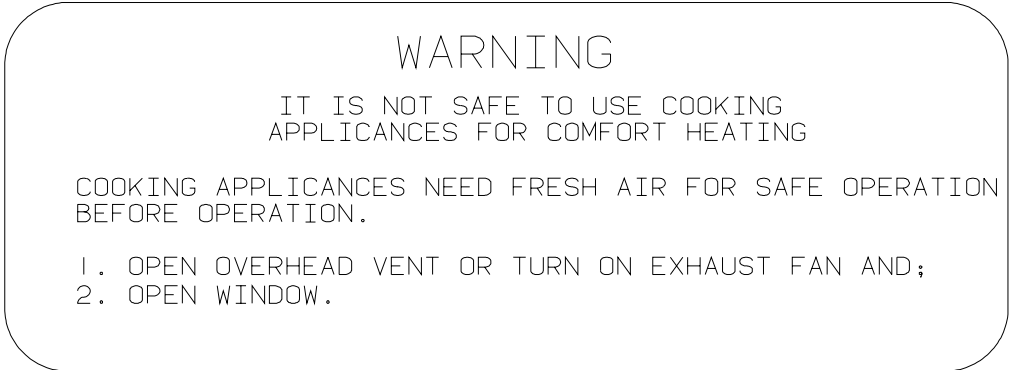 WARNING
IT IS NOT SAFE TO USE COOKING
APPLICANCES FOR COMFORT HEATING
COOKING APPLICANCES NEED FRESH AIR FOR SAFE OPERATION
BEFORE OPERATION.
1. OPEN OVERHEAD VENT OR TURN ON EXHAUST FAN AND;
2. OPEN WINDOW.